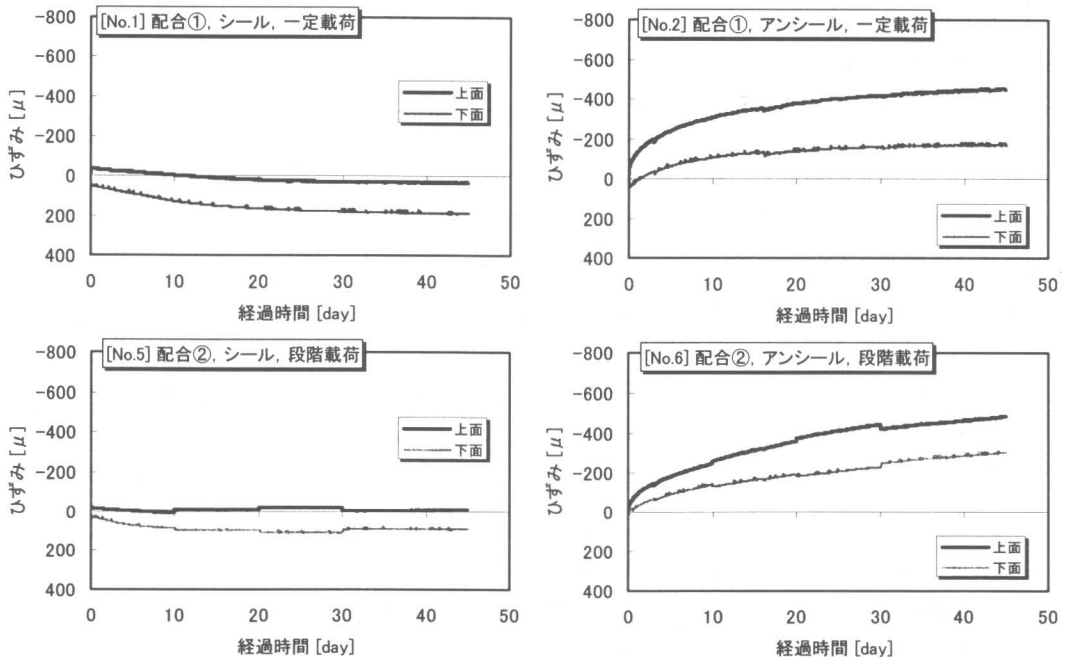 [No.1] 配合①, シール, 一定載荷
-800
-600
-400
-200
0
200
400
ひずみ [μ]
上面
下面
0 10 20 30 40 50
経過時間 [day]
[No.2] 配合①, アンシール, 一定載荷
-800
-600
-400
-200
0
200
400
ひずみ [μ]
上面
下面
0 10 20 30 40 50
経過時間 [day]
[No.5] 配合②, シール, 段階載荷
-800
-600
-400
-200
0
200
400
ひずみ [μ]
上面
下面
0 10 20 30 40 50
経過時間 [day]
[No.6] 配合②, アンシール, 段階載荷
-800
-600
-400
-200
0
200
400
ひずみ [μ]
上面
下面
0 10 20 30 40 50
経過時間 [day]